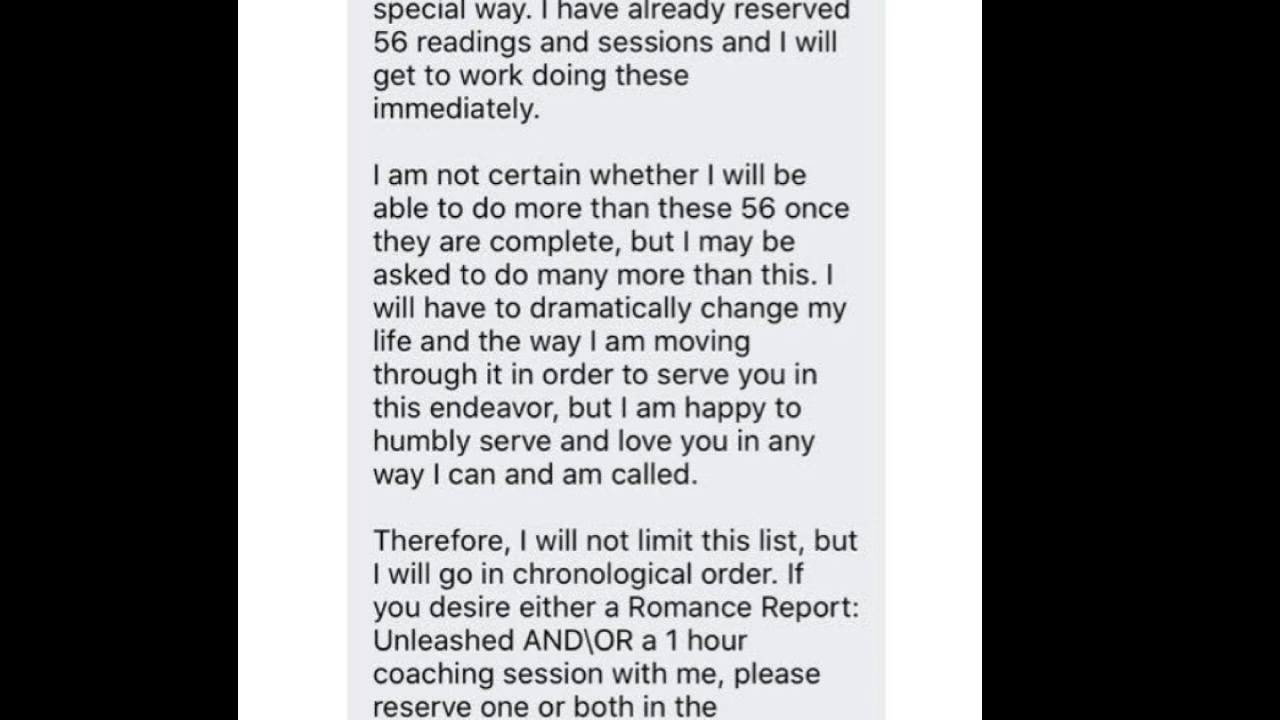 special way. I have already reserved
56 readings and sessions and I will
get to work doing these
immediately.
I am not certain whether I will be
able to do more than these 56 once
they are complete, but I may be
asked to do many more than this. I
will have to dramatically change my
life and the way I am moving
through it in order to serve you in
this endeavor, but I am happy to
humbly serve and love you in any
way I can and am called.
Therefore, I will not limit this list, but
I will go in chronological order. If
you desire either a Romance Report:
Unleashed AND\OR a 1 hour
coaching session with me, please
reserve one or both in the